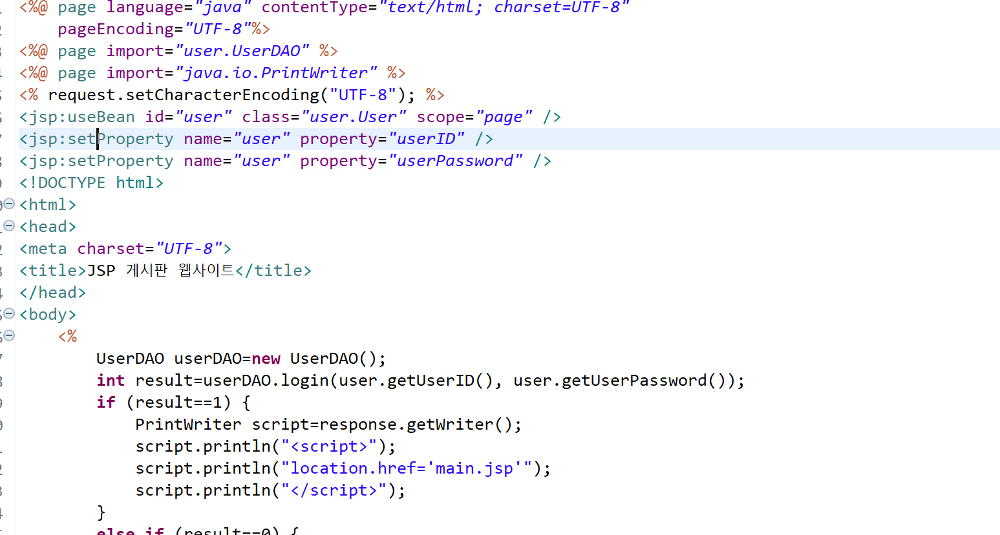 <%@ page language="java" contentType="text/html; charset=UTF-8"
pageEncoding="UTF-8"%>
<%@ page import="user.UserDAO" %>
<%@ page import="java.io.PrintWriter" %>
<% request.setCharacterEncoding("UTF-8"); %>
<jsp:useBean id="user" class="user.User" scope="page" />
<jsp:setProperty name="user" property="userID" />
<jsp:setProperty name="user" property="userPassword" />
<!DOCTYPE html>
<html>
<head>
<meta charset="UTF-8">
<title>JSP 게시판 웹사이트</title>
</head>
<body>
<%
UserDAO userDAO=new UserDAO();
int result=userDAO.login(user.getUserID(), user.getUserPassword());
if (result==1) {
PrintWriter script=response.getWriter();
script.println("<script>");
script.println("location.href='main.jsp'");
script.println("</script>");
}
else if (result==0) {